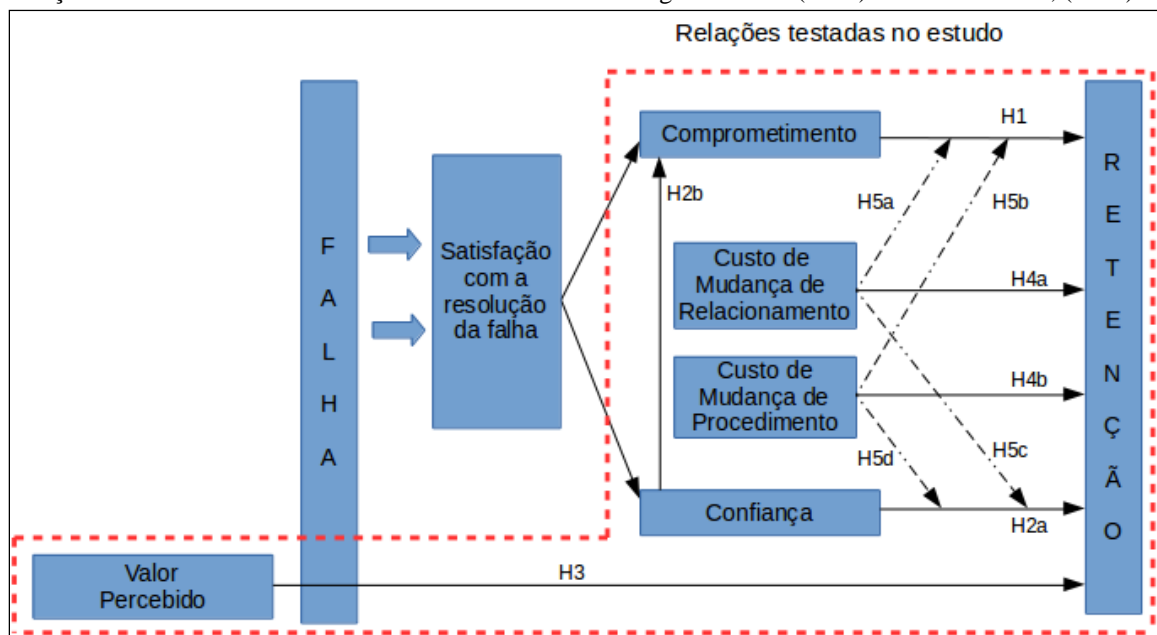 Relações testadas no estudo
H1
Comprometimento
R
E
T
E
N
Ç
Ã
O
H2b
H5a
H5b
F
A
L
H
A
Satisfação
com a
resolução
da falha
Custo de
Mudança de
Relacionamento
H4a
Custo de
Mudança de
Procedimento
H4b
H5d
H5c
Confiança
H2a
H3
Valor
Percebido